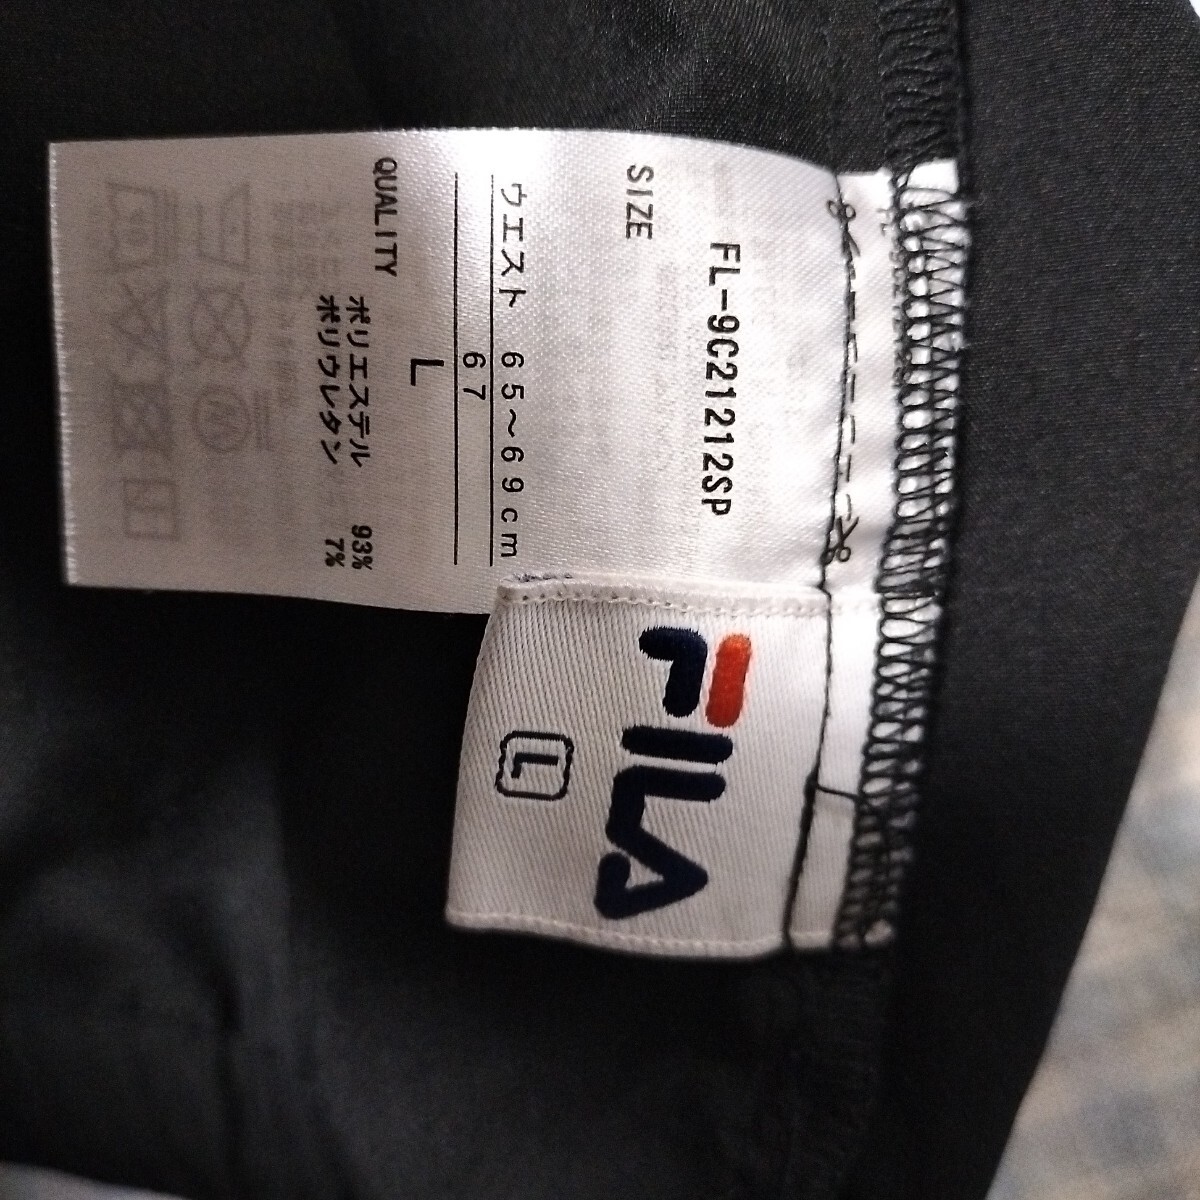 FL-9C21212SP
SIZE
ウエスト 65～69cm
67
L
QUALITY
ポリエステル 93%
ポリウレタン 7%
FILA
L